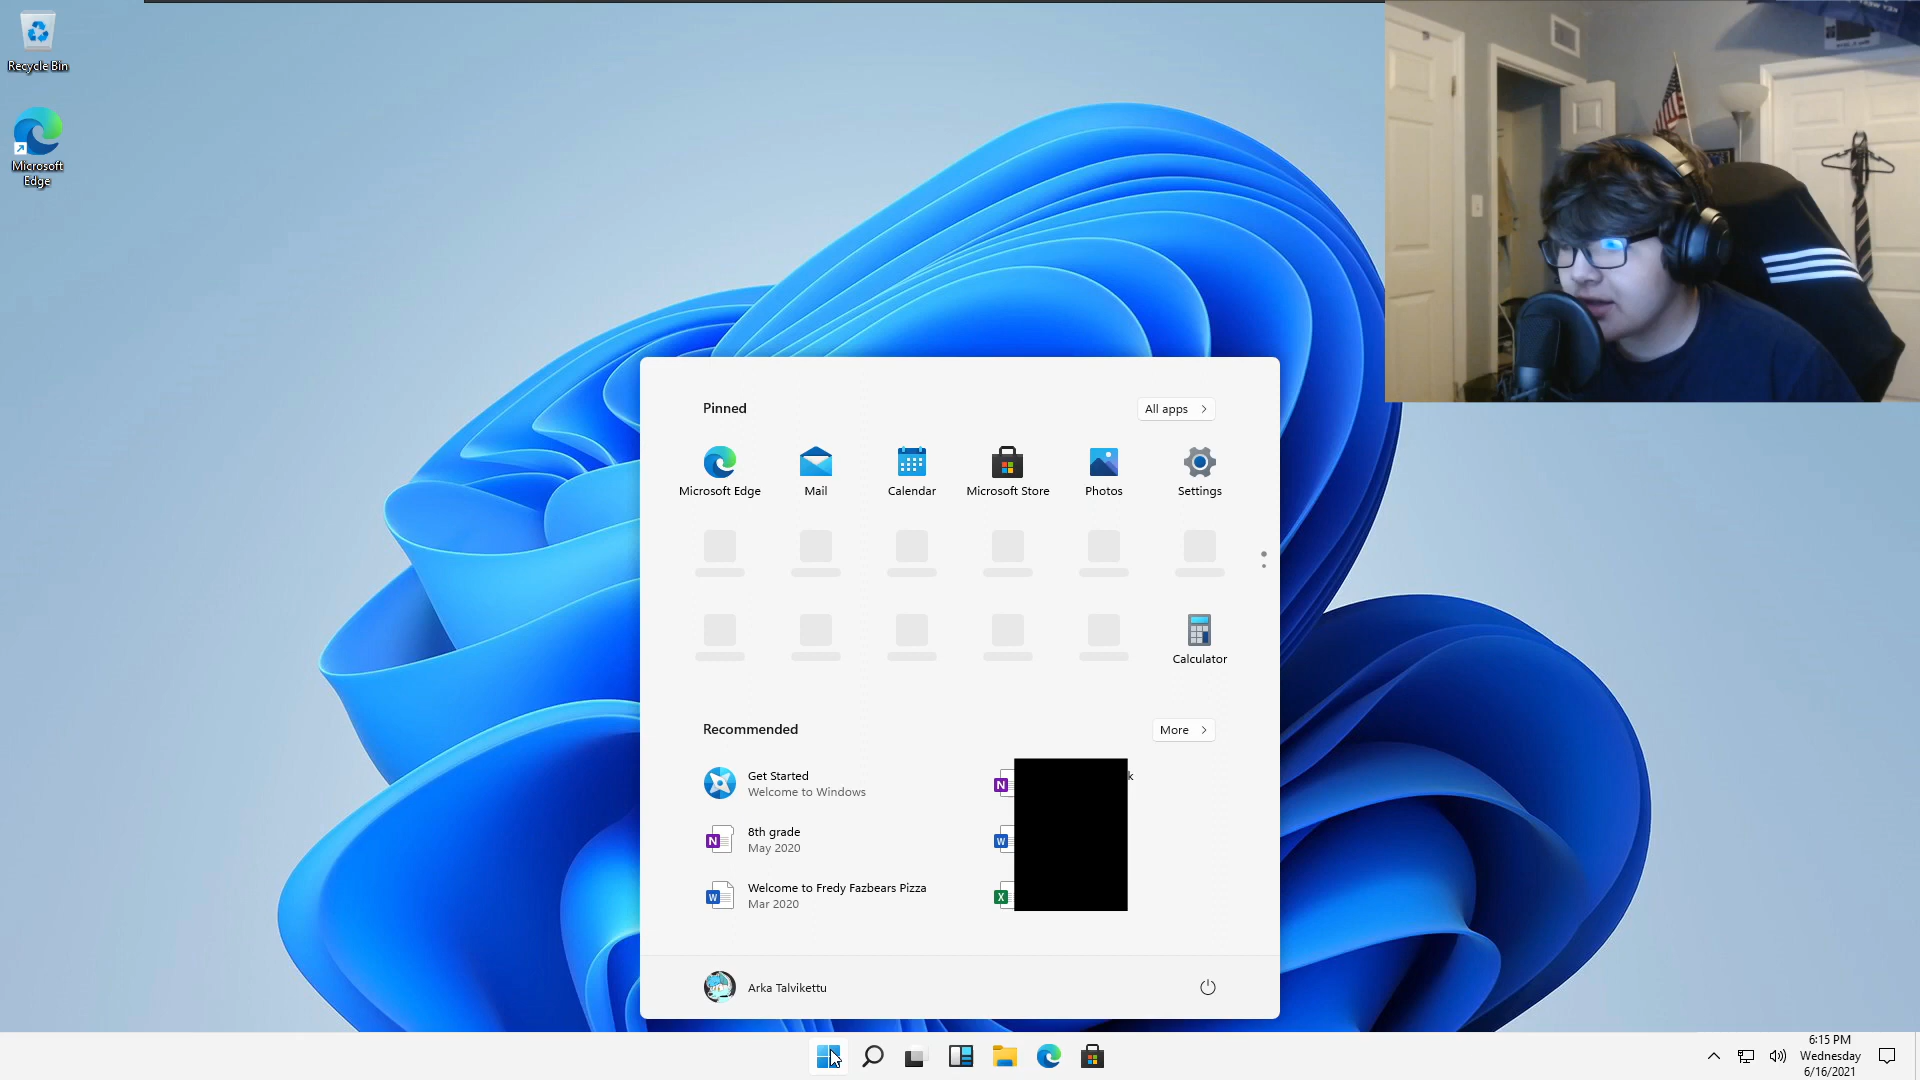 Recycle Bin
Microsoft
Edge
Pinned
All apps
Microsoft Edge
Mail
Calendar
Microsoft Store
Photos
Settings
Calculator
Recommended
More
Get Started
Welcome to Windows
k
8th grade
May 2020
Welcome to Fredy Fazbears Pizza
Mar 2020
Arka Talvikettu
6:15 PM
Wednesday
6/16/2021